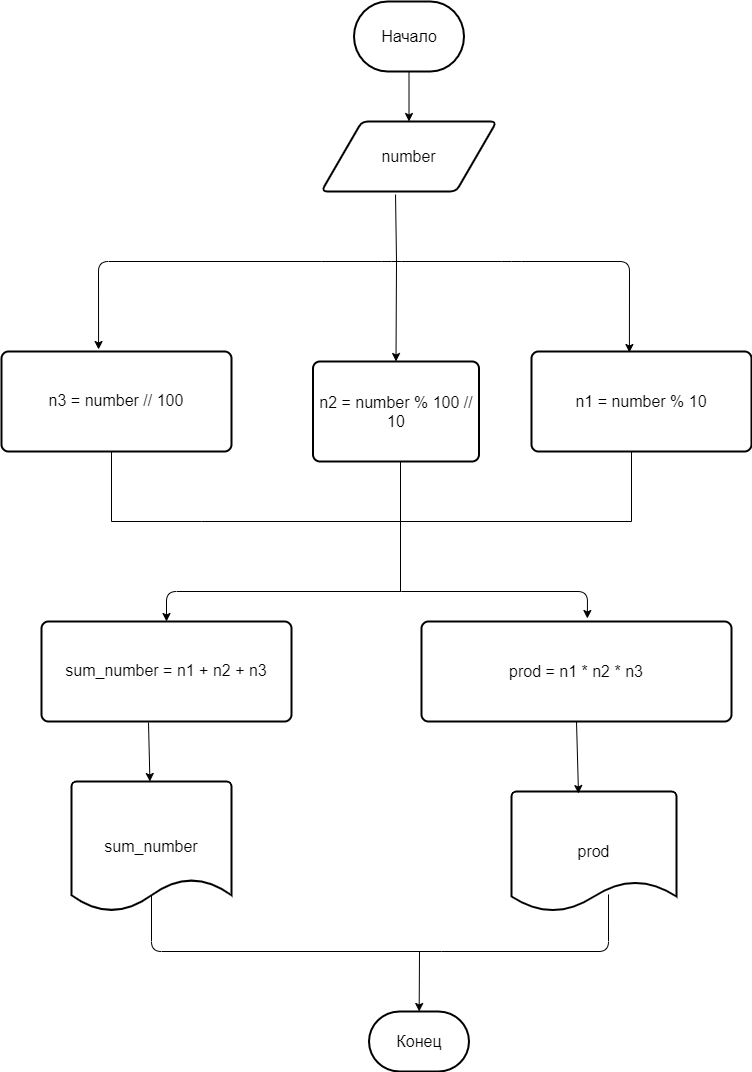 Начало
number
n3 = number // 100
n2 = number % 100 //
10
n1 = number % 10
sum_number = n1 + n2 + n3
prod = n1 * n2 * n3
sum_number
prod
Конец